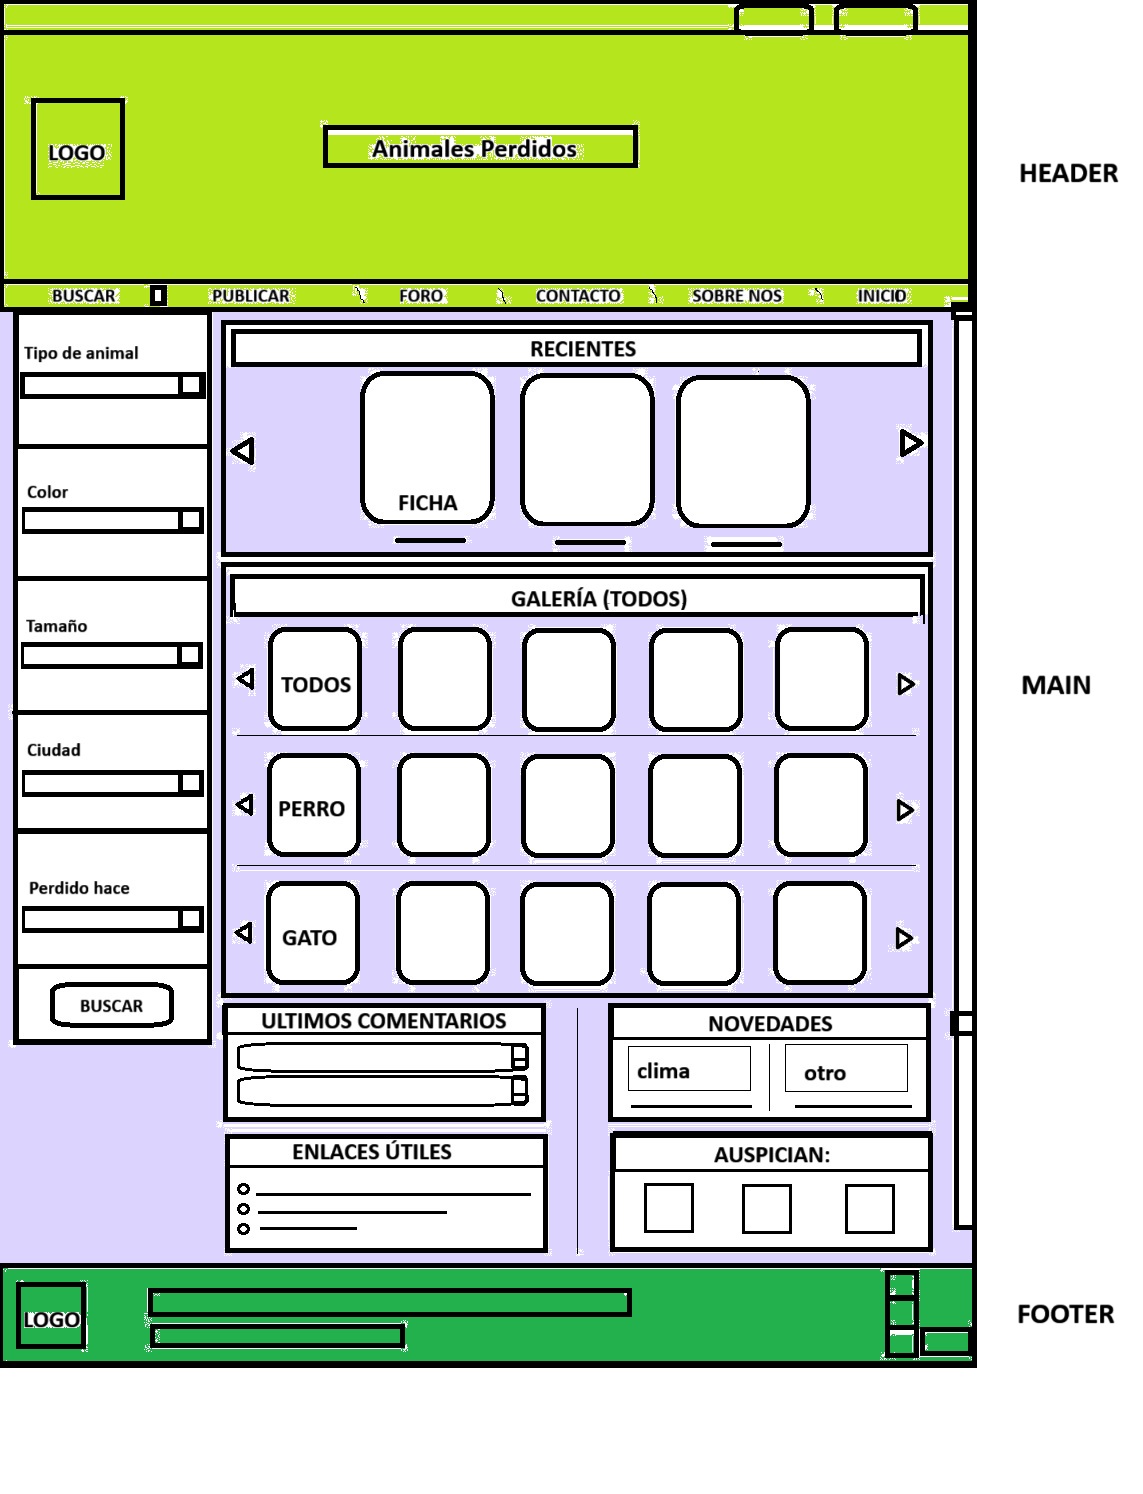 LOGO
Animales Perdidos
HEADER
BUSCAR PUBLICAR FORO CONTACTO SOBRE NOS INICIO
Tipo de animal
Color
Tamaño
Ciudad
Perdido hace
BUSCAR
RECIENTES
FICHA
GALERÍA (TODOS)
TODOS
PERRO
GATO
MAIN
ULTIMOS COMENTARIOS
NOVEDADES
clima otro
ENLACES ÚTILES
AUSPICIAN:
LOGO
FOOTER